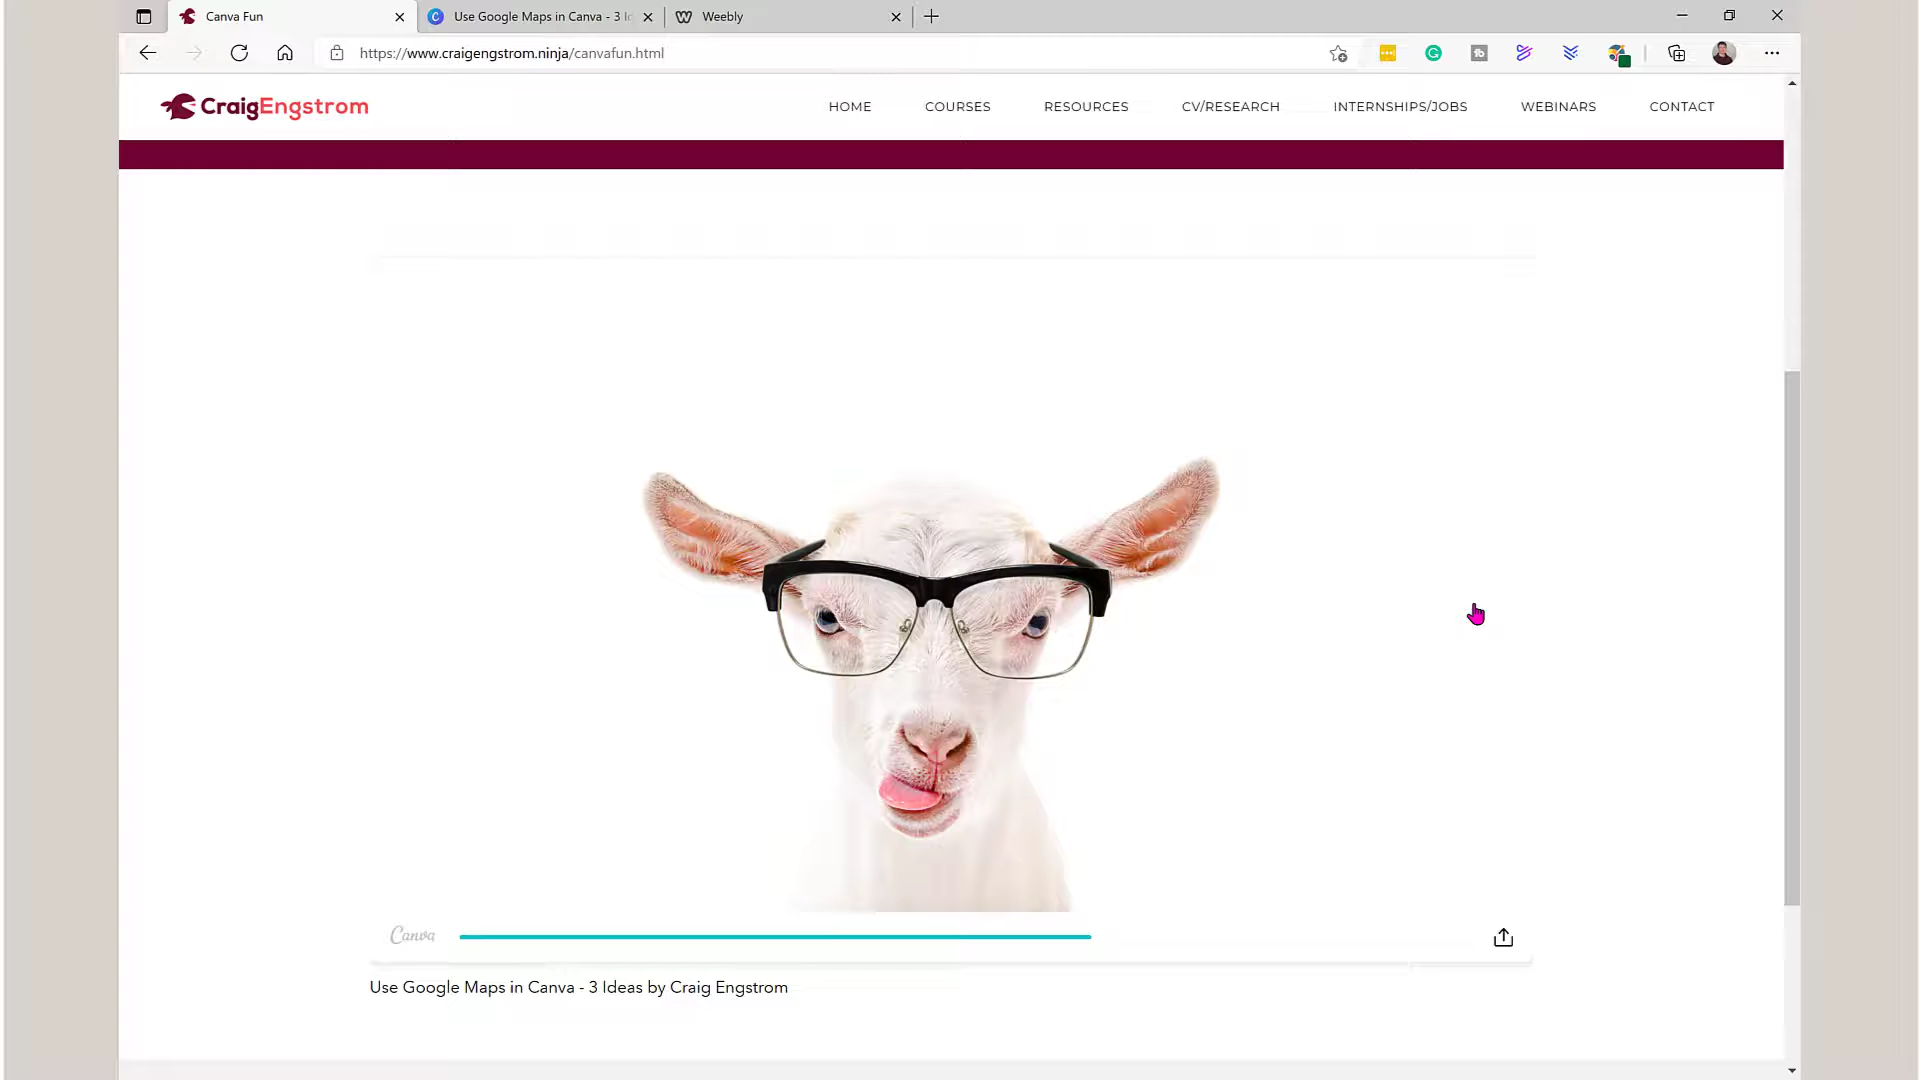 Canva Fun
Use Google Maps in Canva - 3
Weebly
https://www.craigengstrom.ninja/canvafun.html
CraigEngstrom
HOME
COURSES
RESOURCES
CV/RESEARCH
INTERNSHIPS/JOBS
WEBINARS
CONTACT
Canva
Use Google Maps in Canva - 3 Ideas by Craig Engstrom